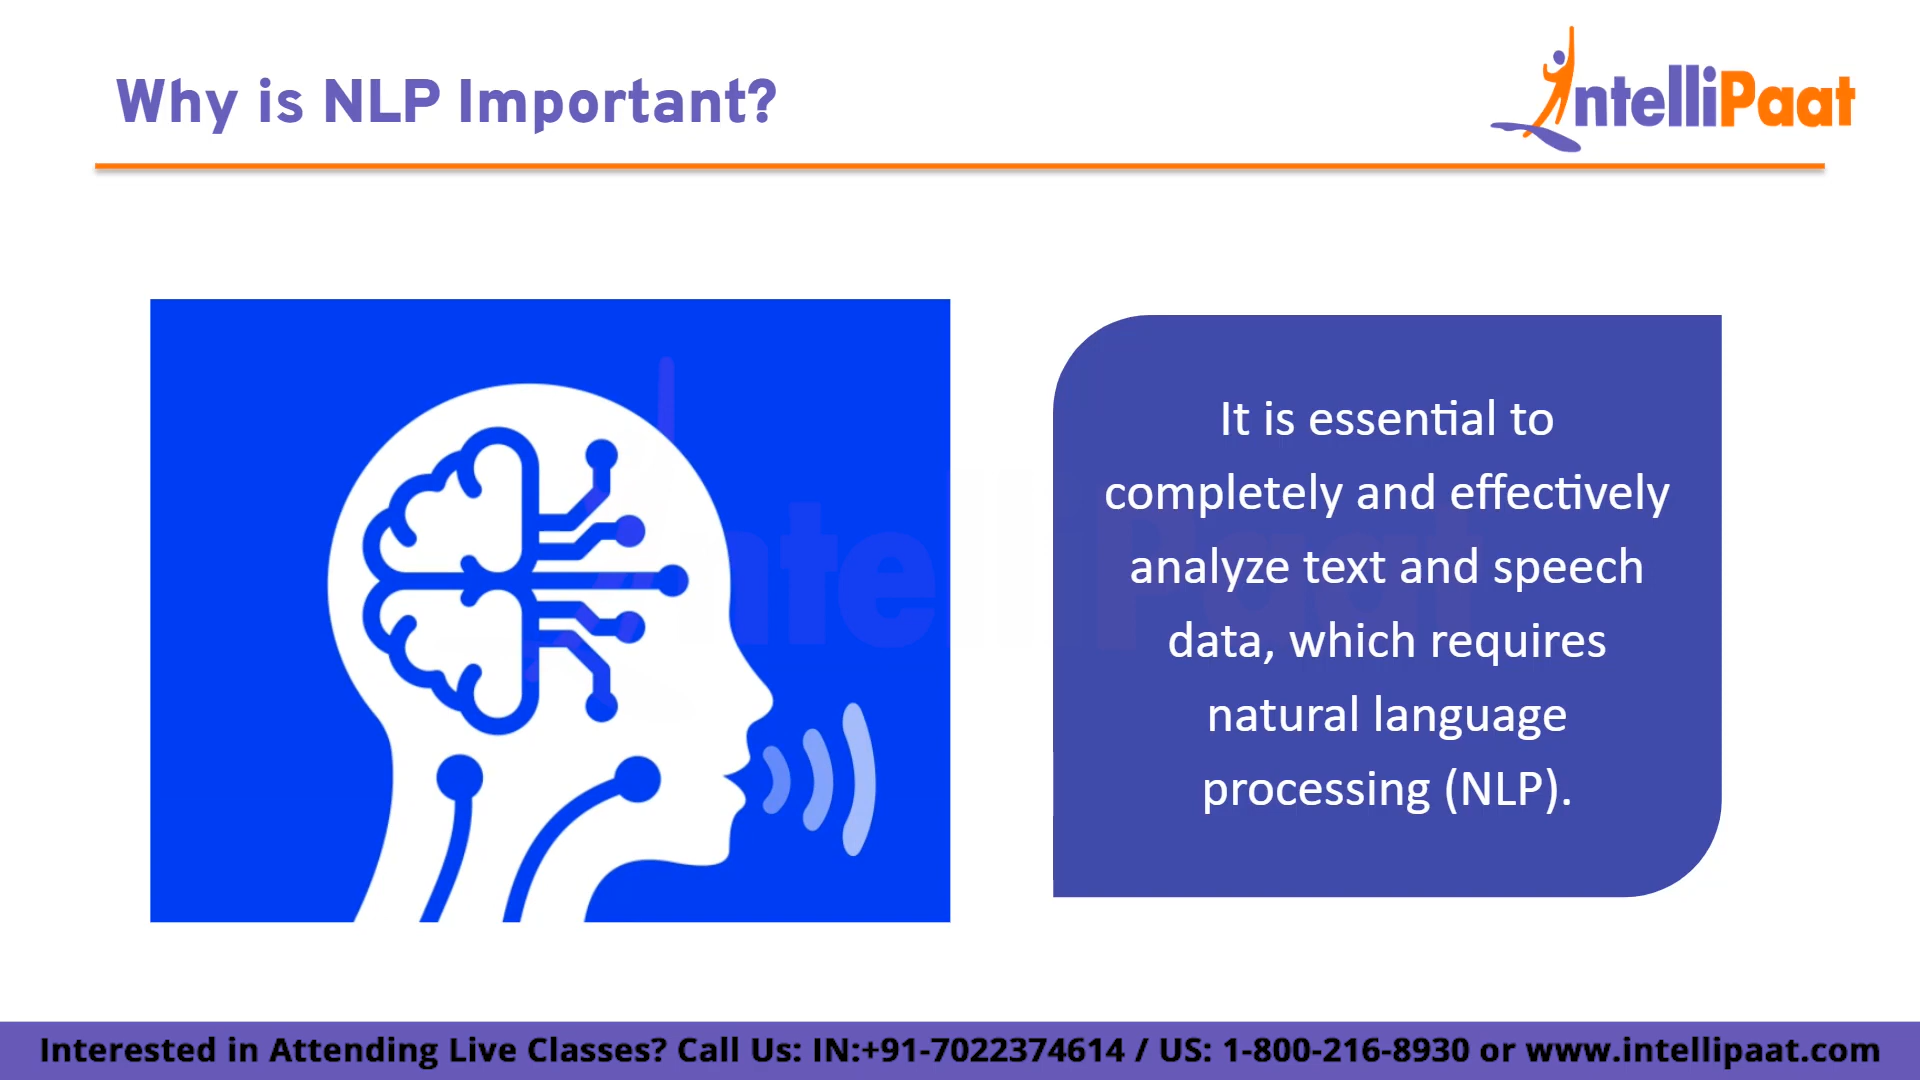 Why is NLP Important?
IntelliPaat
It is essential to
completely and effectively
analyze text and speech
data, which requires
natural language
processing (NLP).
IntelliPaat
Interested in Attending Live Classes? Call Us: IN:+91-7022374614 / US: 1-800-216-8930 or www.intellipaat.com